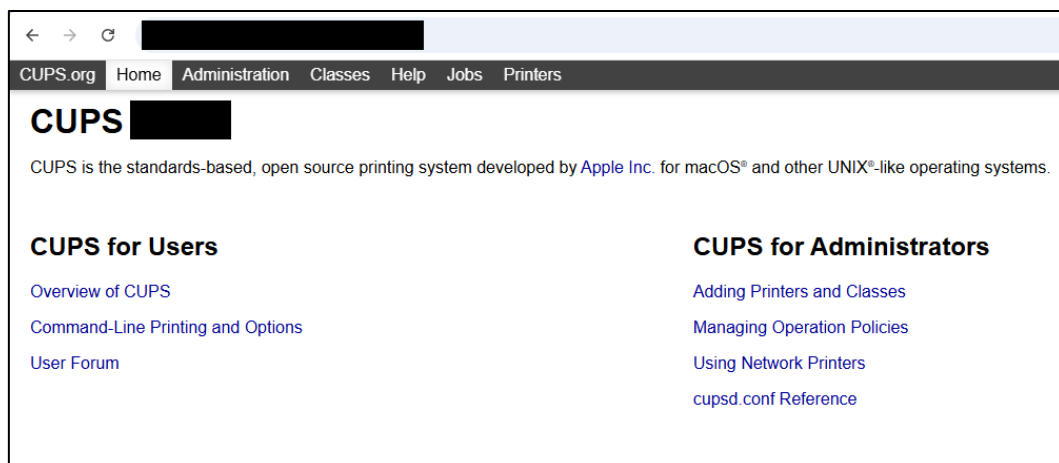 CUPS.org Home Administration Classes Help Jobs Printers
CUPS
CUPS is the standards-based, open source printing system developed by Apple Inc. for macOS® and other UNIX®-like operating systems.
CUPS for Users
Overview of CUPS
Command-Line Printing and Options
User Forum
CUPS for Administrators
Adding Printers and Classes
Managing Operation Policies
Using Network Printers
cupsd.conf Reference